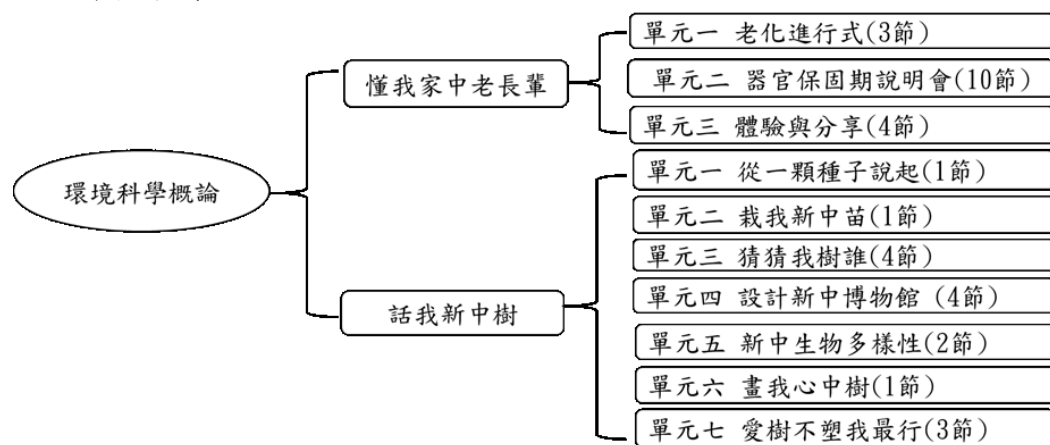 環境科學概論
懂我家中老長輩
單元一 老化進行式(3節)
單元二 器官保固期說明會(10節)
單元三 體驗與分享(4節)
話我新中樹
單元一 從一顆種子說起(1節)
單元二 栽我新中苗(1節)
單元三 猜猜我樹誰(4節)
單元四 設計新中博物館 (4節)
單元五 新中生物多樣性(2節)
單元六 畫我心中樹(1節)
單元七 愛樹不塑我最行(3節)